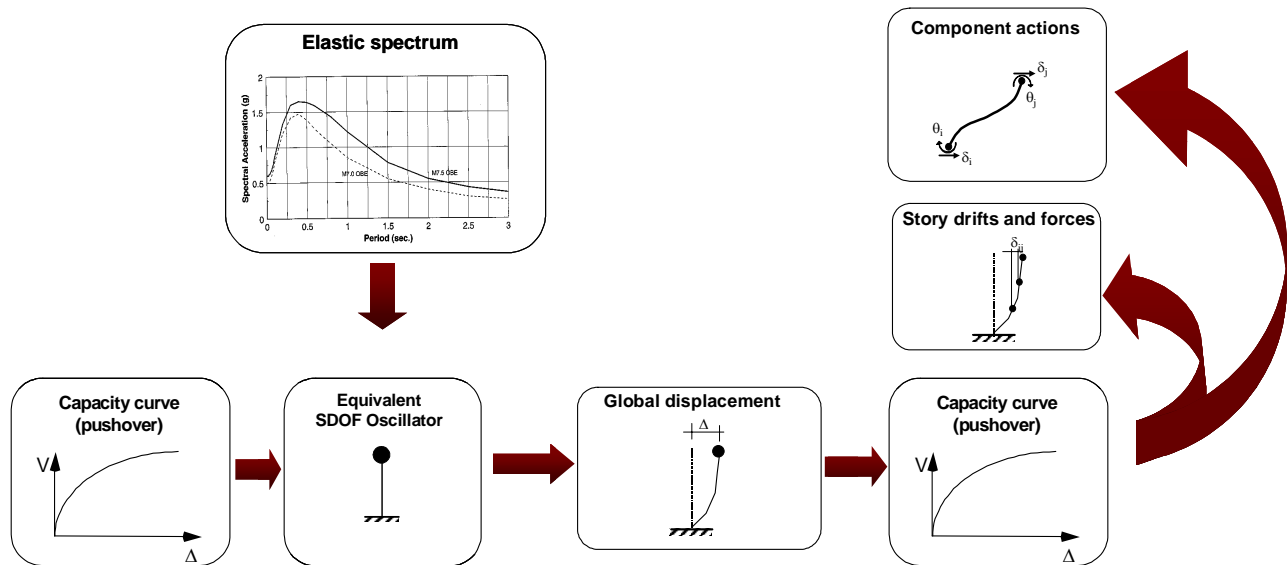 Elastic spectrum
Spectral Acceleration (g)
2
1.5
1
0.5
0
M7.0 OBE
M7.5 OBE
0
0.5
1
1.5
2
2.5
3
Period (sec.)
Component actions
δj
θj
θi
δi
Story drifts and forces
δij
Capacity curve
(pushover)
V
Δ
Equivalent
SDOF Oscillator
Global displacement
Δ
Capacity curve
(pushover)
V
Δ